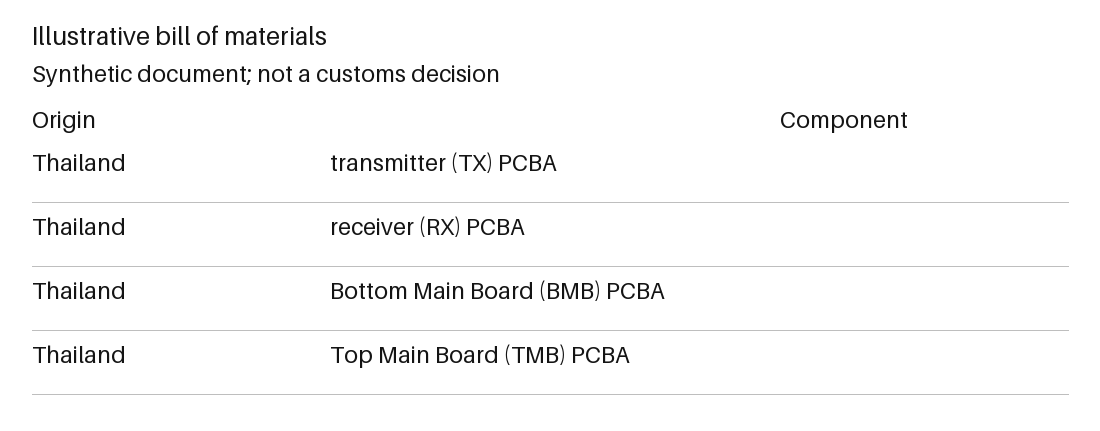 Illustrative bill of materials
Synthetic document; not a customs decision
Origin Component
Thailand transmitter (TX) PCBA
Thailand receiver (RX) PCBA
Thailand Bottom Main Board (BMB) PCBA
Thailand Top Main Board (TMB) PCBA